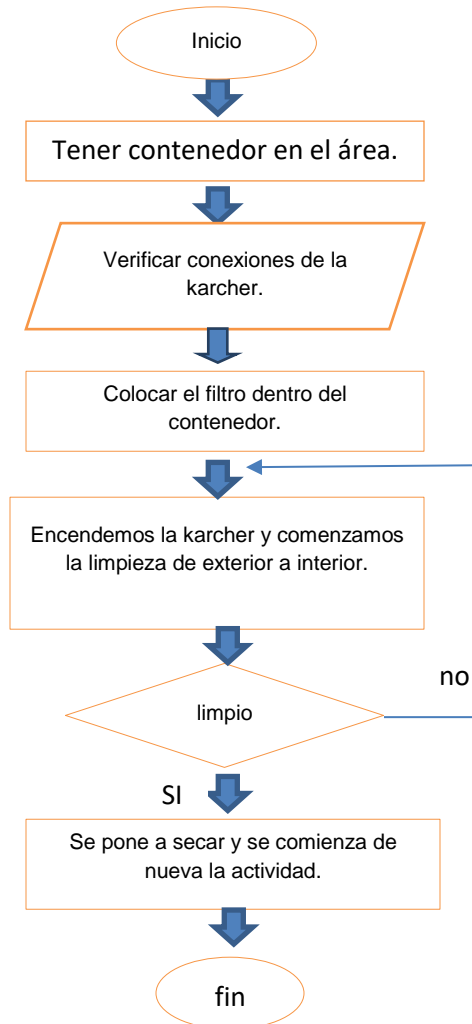 Inicio
Tener contenedor en el área.
Verificar conexiones de la
karcher.
Colocar el filtro dentro del
contenedor.
Encendemos la karcher y comenzamos
la limpieza de exterior a interior.
limpio
no
SI
Se pone a secar y se comienza de
nueva la actividad.
fin